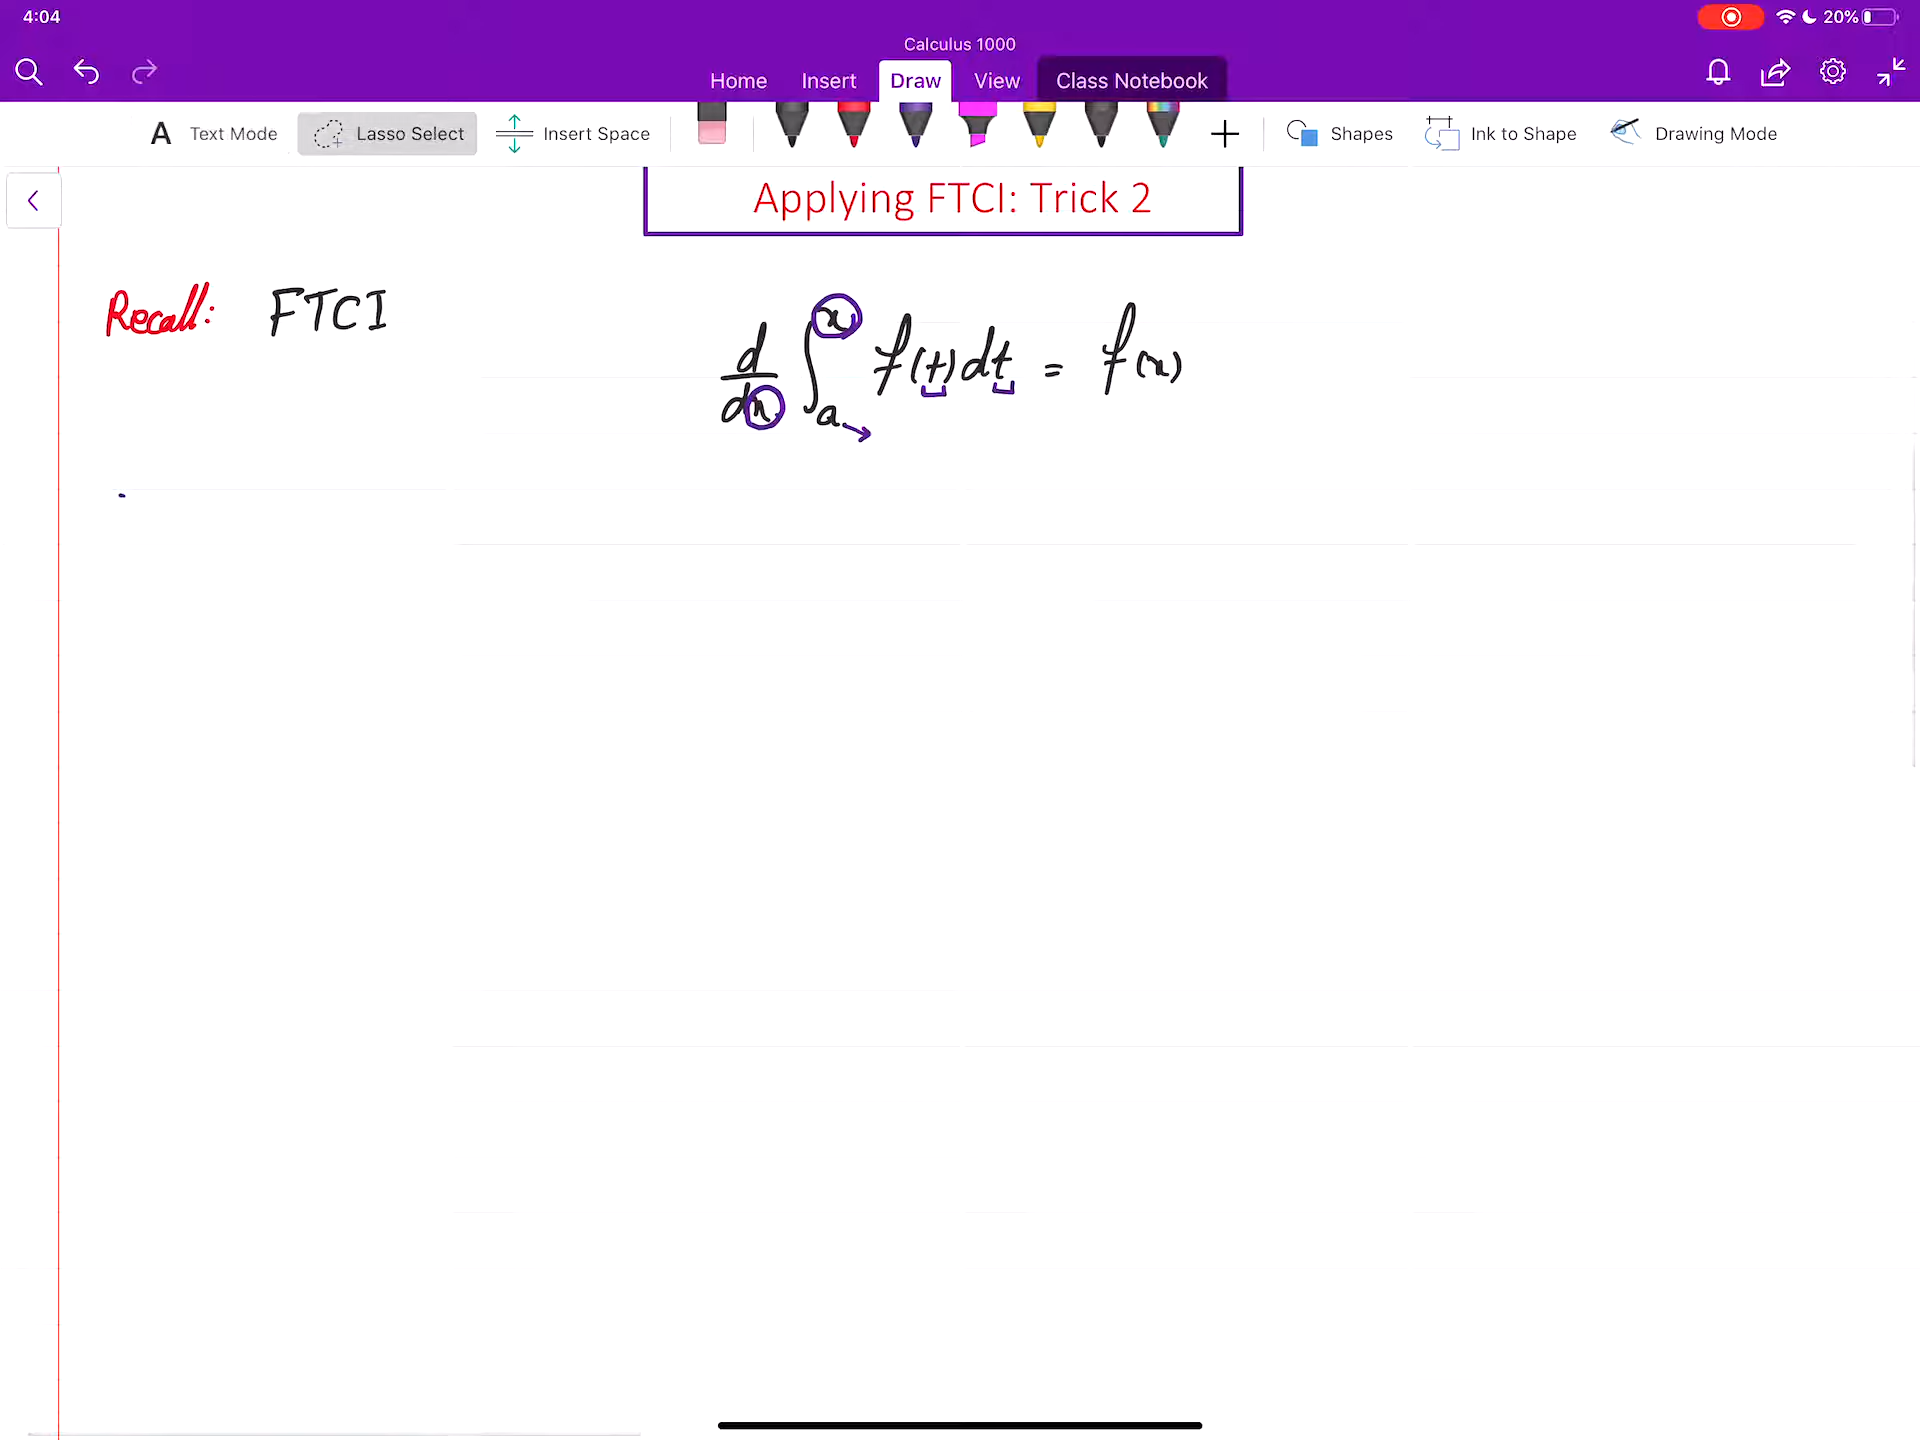 4:04
20%
Calculus 1000
Home Insert Draw View Class Notebook
A Text Mode Lasso Select Insert Space Shapes Ink to Shape Drawing Mode
Applying FTCI: Trick 2
Recall: FTCI
d/dx ∫_a^x f(t)dt = f(x)